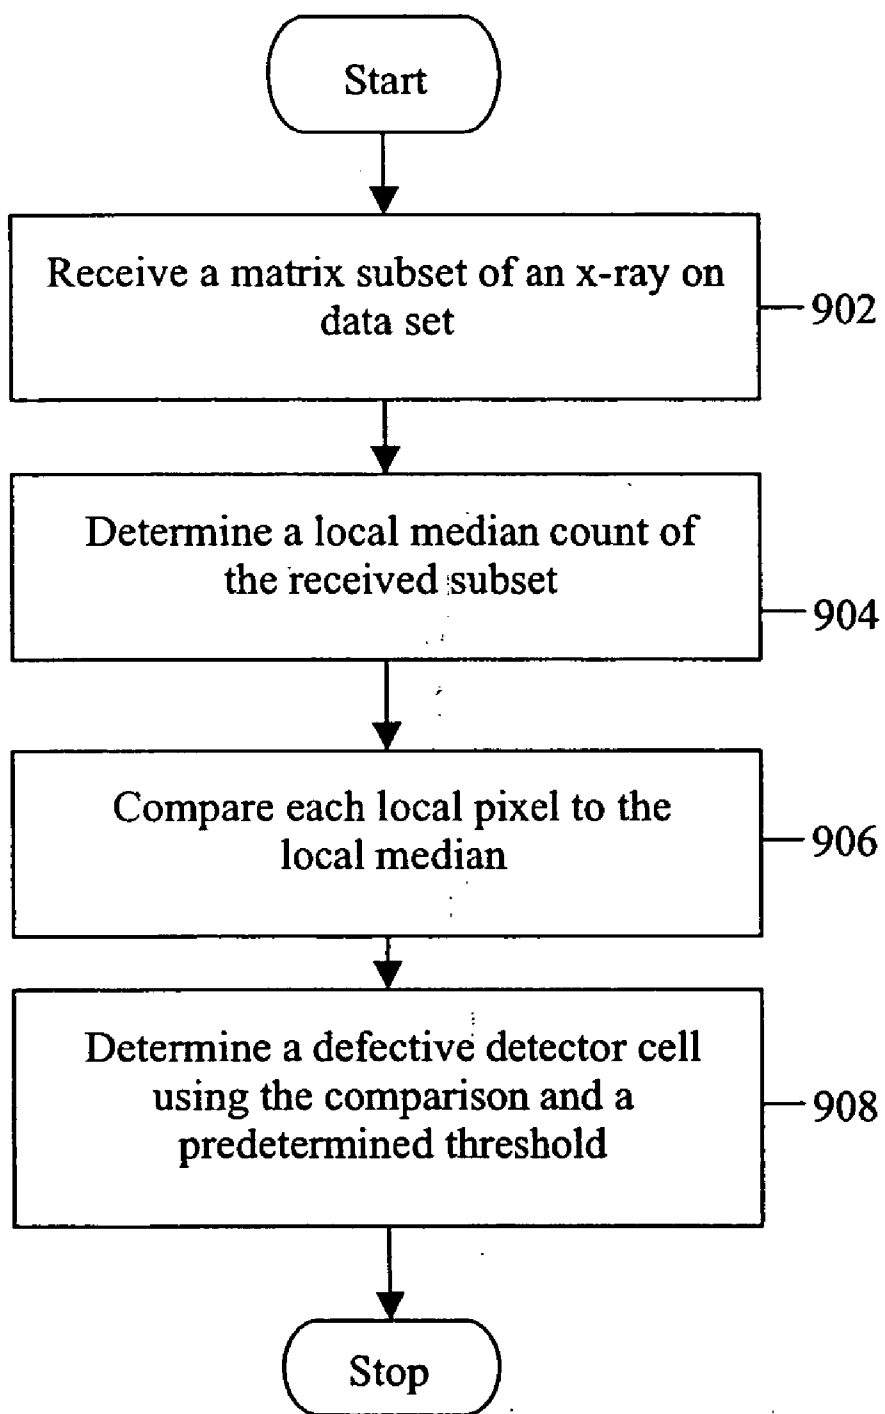 Start
Receive a matrix subset of an x-ray on
data set
902
Determine a local median count of
the received subset
904
Compare each local pixel to the
local median
906
Determine a defective detector cell
using the comparison and a
predetermined threshold
908
Stop